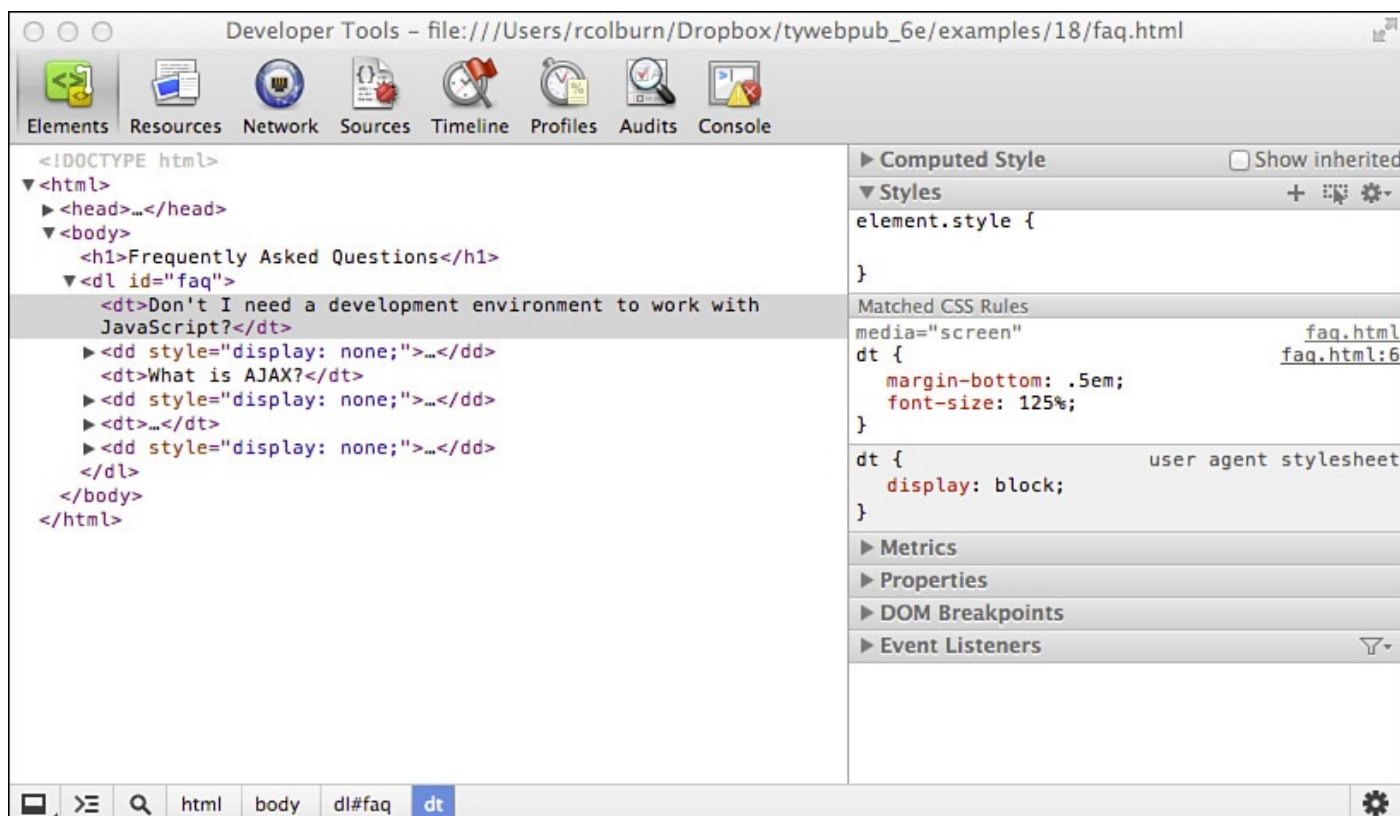 Developer Tools – file:///Users/rcolburn/Dropbox/tywebpub_6e/examples/18/faq.html
Elements Resources Network Sources Timeline Profiles Audits Console
<!DOCTYPE html>
▼<html>
▶<head>…</head>
▼<body>
<h1>Frequently Asked Questions</h1>
▼<dl id="faq">
<dt>Don't I need a development environment to work with
JavaScript?</dt>
▶<dd style="display: none;">…</dd>
<dt>What is AJAX?</dt>
▶<dd style="display: none;">…</dd>
▶<dt>…</dt>
▶<dd style="display: none;">…</dd>
</dl>
</body>
</html>
▶ Computed Style Show inherited
▼ Styles
element.style {
}
Matched CSS Rules
media="screen" faq.html
dt { faq.html:6
margin-bottom: .5em;
font-size: 125%;
}
dt { user agent stylesheet
display: block;
}
▶ Metrics
▶ Properties
▶ DOM Breakpoints
▶ Event Listeners
html body dl#faq dt